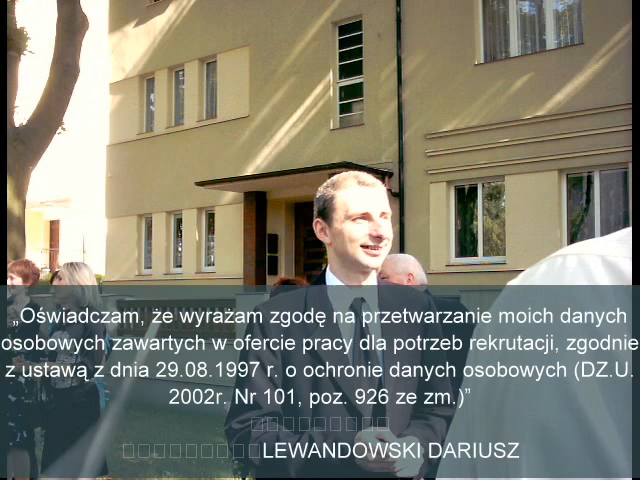 „Oświadczam, że wyrażam zgodę na przetwarzanie moich danych
osobowych zawartych w ofercie pracy dla potrzeb rekrutacji, zgodnie
z ustawą z dnia 29.08.1997 r. o ochronie danych osobowych (DZ.U.
2002r. Nr 101, poz. 926 ze zm.)”
LEWANDOWSKI DARIUSZ